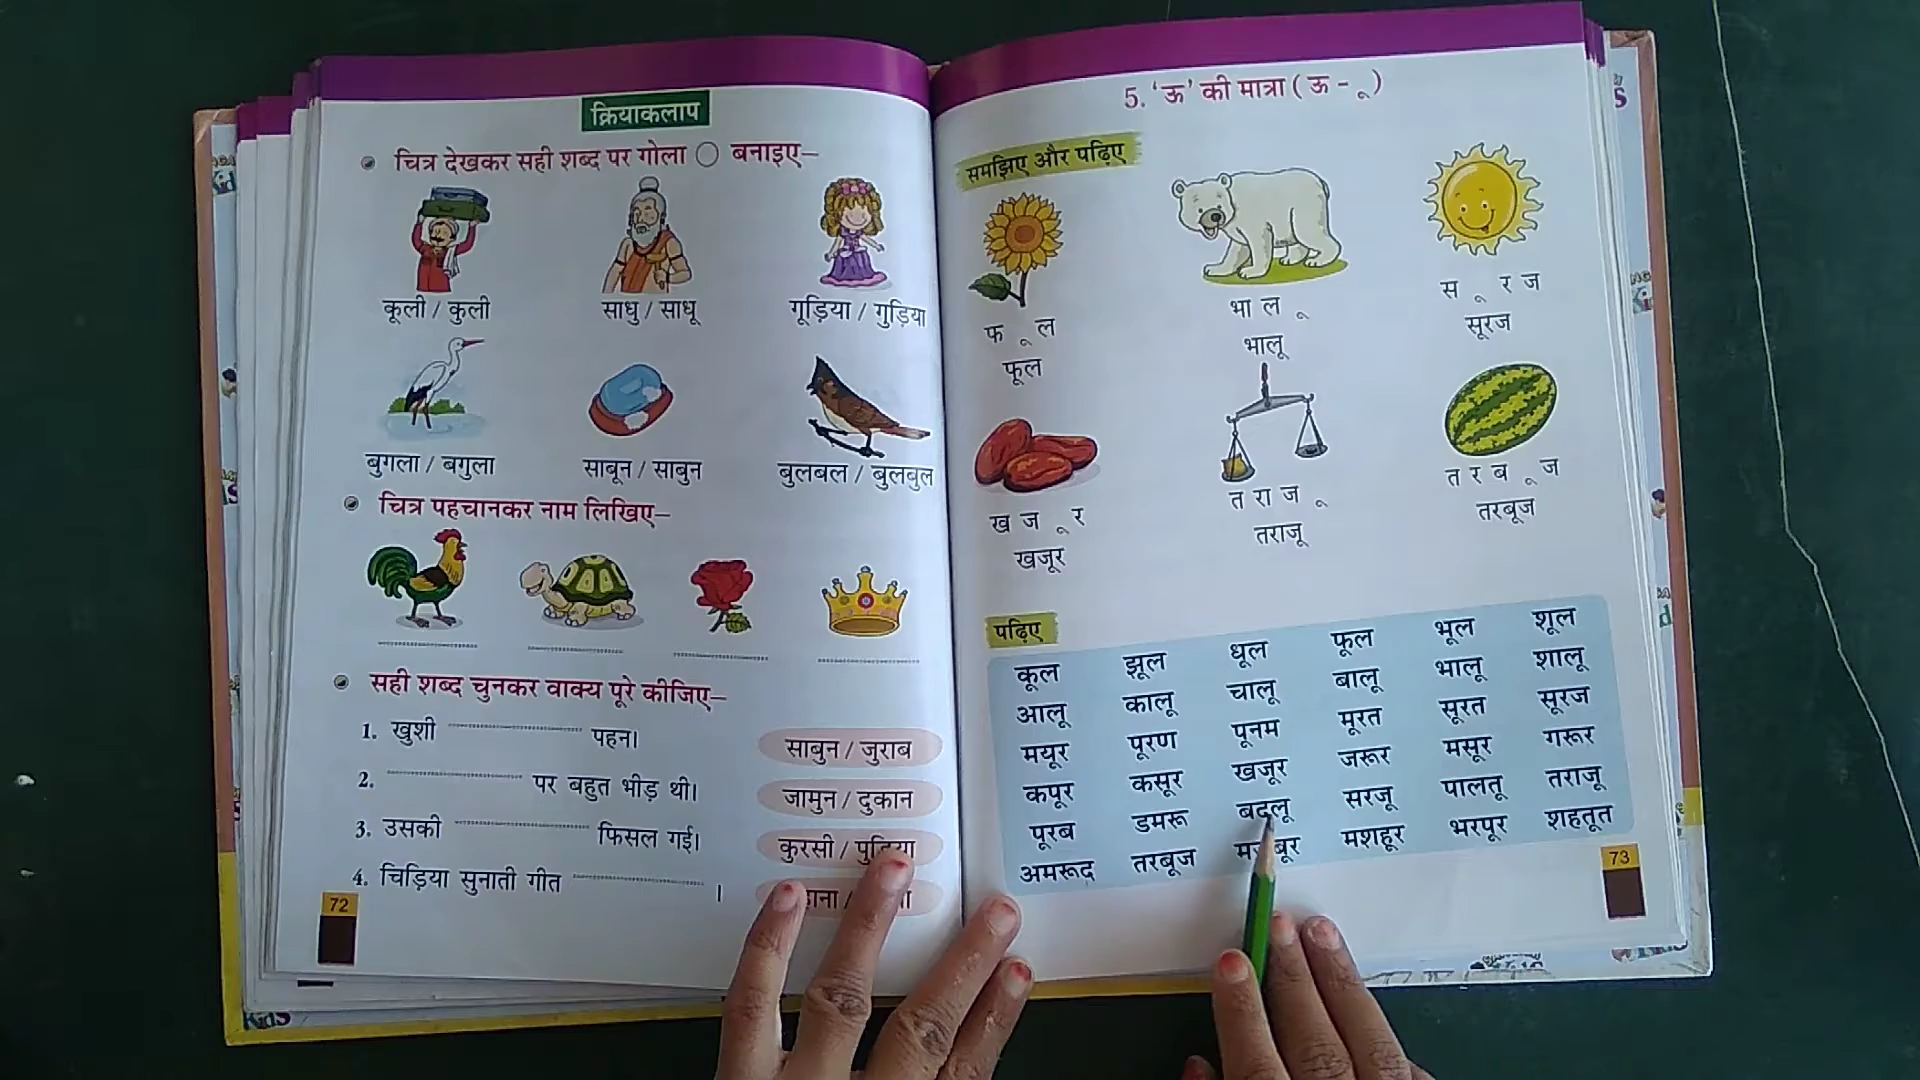 क्रियाकलाप
चित्र देखकर सही शब्द पर गोला ◯ बनाइए–
कूली / कुली साधु / साधू गूड़िया / गुड़िया
बुगला / बगुला साबून / साबुन बुलबल / बुलबुल
चित्र पहचानकर नाम लिखिए–
सही शब्द चुनकर वाक्य पूरे कीजिए–
1. खुशी ............ पहन। साबुन / जुराब
2. ............ पर बहुत भीड़ थी। जामुन / दुकान
3. उसकी ............ फिसल गई। कुरसी / पुड़िया
4. चिड़िया सुनाती गीत ............ ।
72
5. ‘ऊ’ की मात्रा ( ऊ - ू )
समझिए और पढ़िए
फ ू ल भा ल ू स ू र ज
फूल भालू सूरज
ख ज ू र त रा ज ू त र ब ू ज
खजूर तराजू तरबूज
पढ़िए
कूल झूल धूल फूल भूल शूल
आलू कालू चालू बालू भालू शालू
मयूर पूरण पूनम मूरत सूरत सूरज
कपूर कसूर खजूर जरूर मसूर गरूर
पूरब डमरू बदलू सरजू पालतू तराजू
अमरूद तरबूज मशहूर भरपूर शहतूत
73